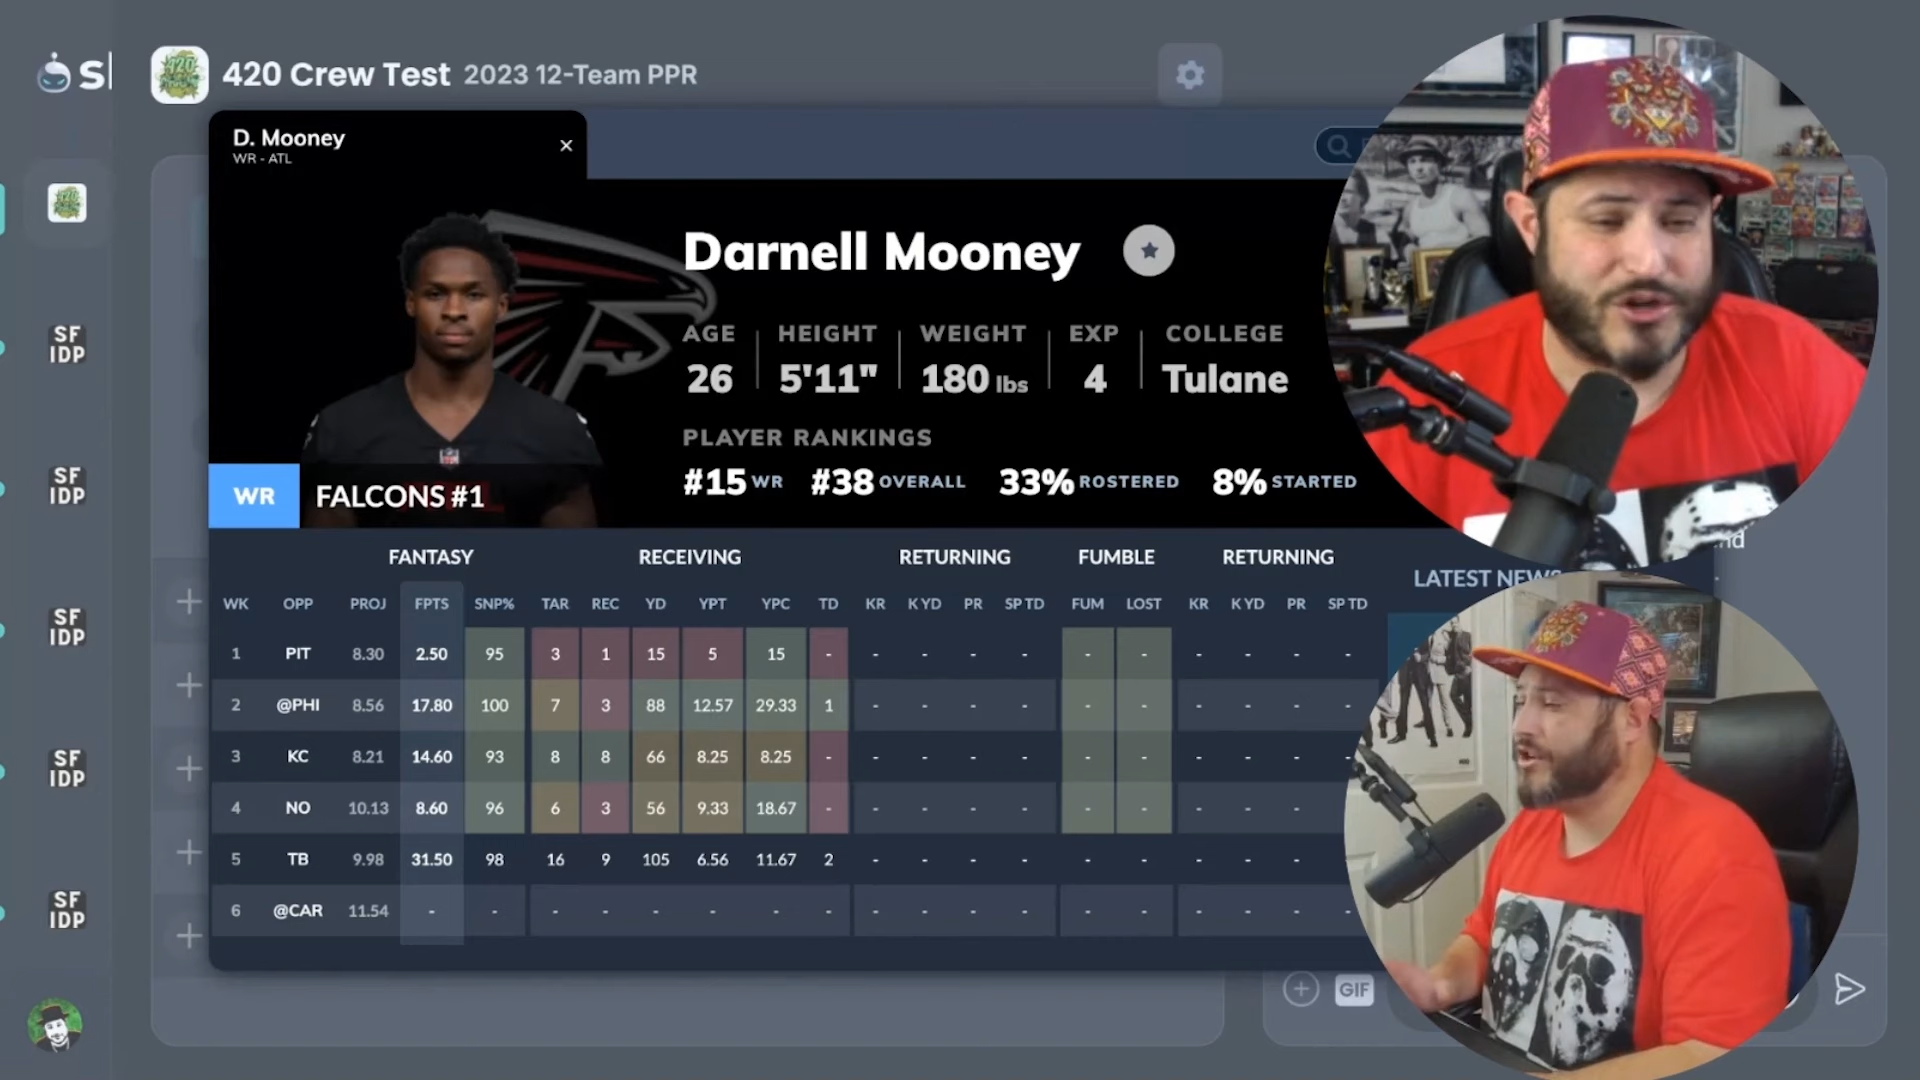 sl
420 Crew Test 2023 12-Team PPR
D. Mooney
WR - ATL
Darnell Mooney
AGE HEIGHT WEIGHT EXP COLLEGE
26 5'11" 180 lbs 4 Tulane
PLAYER RANKINGS
#15 WR #38 OVERALL 33% ROSTERED 8% STARTED
WR FALCONS #1
FANTASY RECEIVING RETURNING FUMBLE RETURNING
LATEST NEWS
WK OPP PROJ FPTS SNP% TAR REC YD YPT YPC TD KR K YD PR SP TD FUM LOST KR K YD PR SP TD
1 PIT 8.30 2.50 95 3 1 15 5 15 - - - - - - - - - - -
2 @PHI 8.56 17.80 100 7 3 88 12.57 29.33 1 - - - - - - - - - -
3 KC 8.21 14.60 93 8 8 66 8.25 8.25 - - - - - - - - - - -
4 NO 10.13 8.60 96 6 3 56 9.33 18.67 - - - - - - - - - - -
5 TB 9.98 31.50 98 16 9 105 6.56 11.67 2 - - - - - - - - - -
6 @CAR 11.54 - - - - - - - - - - - - - - - - - -
SF
IDP
SF
IDP
SF
IDP
SF
IDP
SF
IDP
GIF